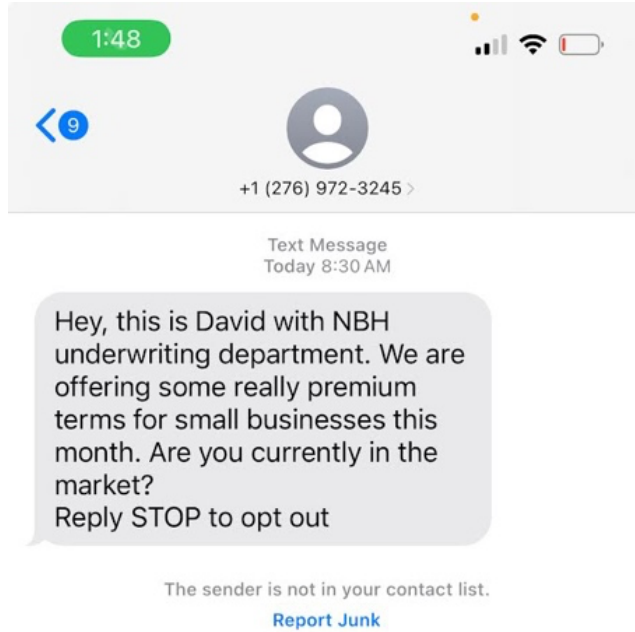 1:48
9
+1 (276) 972-3245 >
Text Message
Today 8:30 AM
Hey, this is David with NBH
underwriting department. We are
offering some really premium
terms for small businesses this
month. Are you currently in the
market?
Reply STOP to opt out
The sender is not in your contact list.
Report Junk